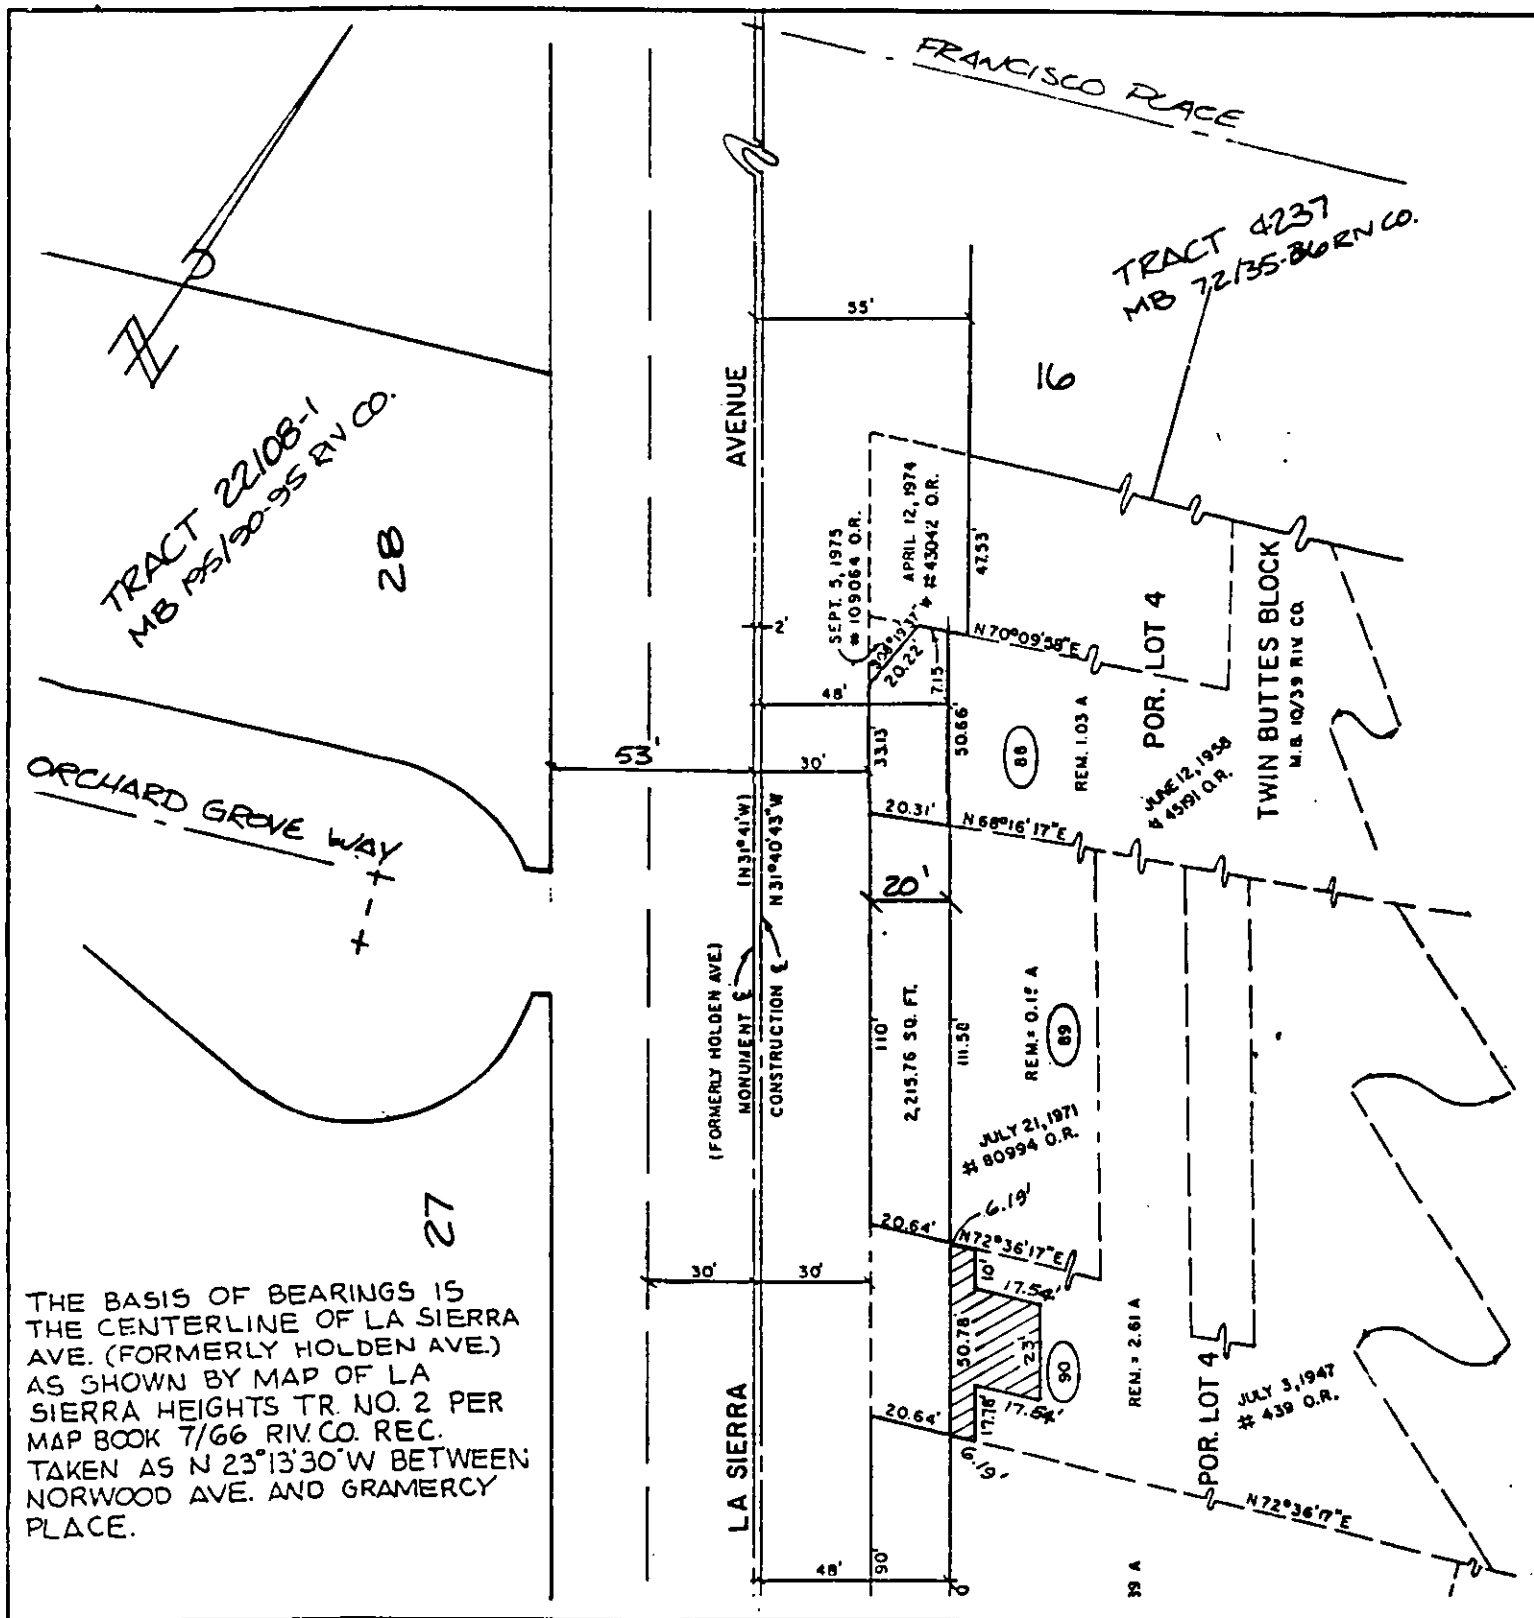 FRANCISCO PLACE
TRACT 4237
MB 72/35-36 RIV CO.
55'
16
AVENUE
TRACT 22108-1
MB 195/90-95 RIV CO.
28
SEPT. 5, 1975
# 109064 O.R.
APRIL 12, 1974
# 43042 O.R.
47.53'
2'
20.22'
7.15'
N 70°09'58"E
POR. LOT 4
TWIN BUTTES BLOCK
M.B. 10/39 RIV. CO.
48'
33.13'
50.66'
88
REM. 1.03 A
JUNE 12, 1958
# 45191 O.R.
53'
30'
ORCHARD GROVE WAY
20.31'
N 68°16'17"E
(N31°41'W)
N31°40'43"W
20'
(FORMERLY HOLDEN AVE.)
MONUMENT ℄
CONSTRUCTION ℄
110'
2,215.76 SQ. FT.
111.50'
89
JULY 21, 1971
# 80994 O.R.
27
20.64'
6.19'
N72°36'17"E
30'
30'
10'
17.54'
50.78'
23'
90
REM. = 2.61 A
17.54'
17.78'
20.64'
6.19'
POR. LOT 4
JULY 3, 1947
# 439 O.R.
N72°36'17"E
LA SIERRA
48'
90'
39 A
THE BASIS OF BEARINGS IS
THE CENTERLINE OF LA SIERRA
AVE. (FORMERLY HOLDEN AVE.)
AS SHOWN BY MAP OF LA
SIERRA HEIGHTS TR. NO. 2 PER
MAP BOOK 7/66 RIV. CO. REC.
TAKEN AS N 23°13'30"W BETWEEN
NORWOOD AVE. AND GRAMERCY
PLACE.